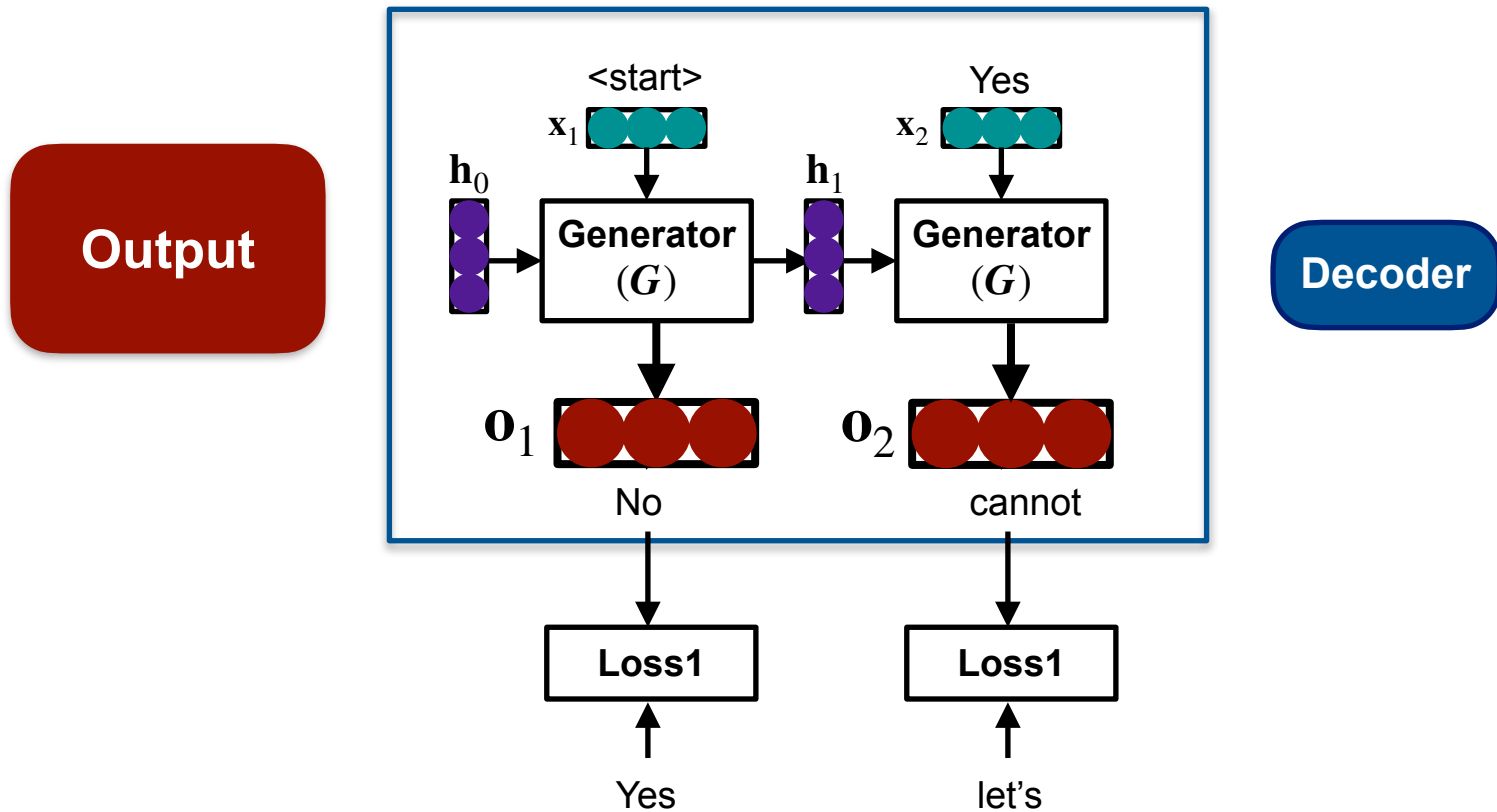 <start> Yes
x1 x2
h0 h1
Output
Generator
(G)
Generator
(G)
Decoder
o1 o2
No cannot
Loss1 Loss1
Yes let's